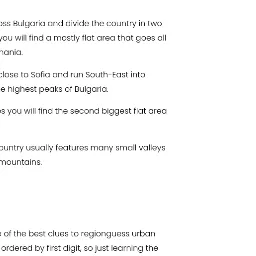 oss Bulgaria and divide the country in two
you will find a mostly flat area that goes all
nania.
close to Sofia and run South-East into
e highest peaks of Bulgaria.
s you will find the second biggest flat area
ountry usually features many small valleys
mountains.
of the best clues to regionguess urban
ordered by first digit, so just learning the